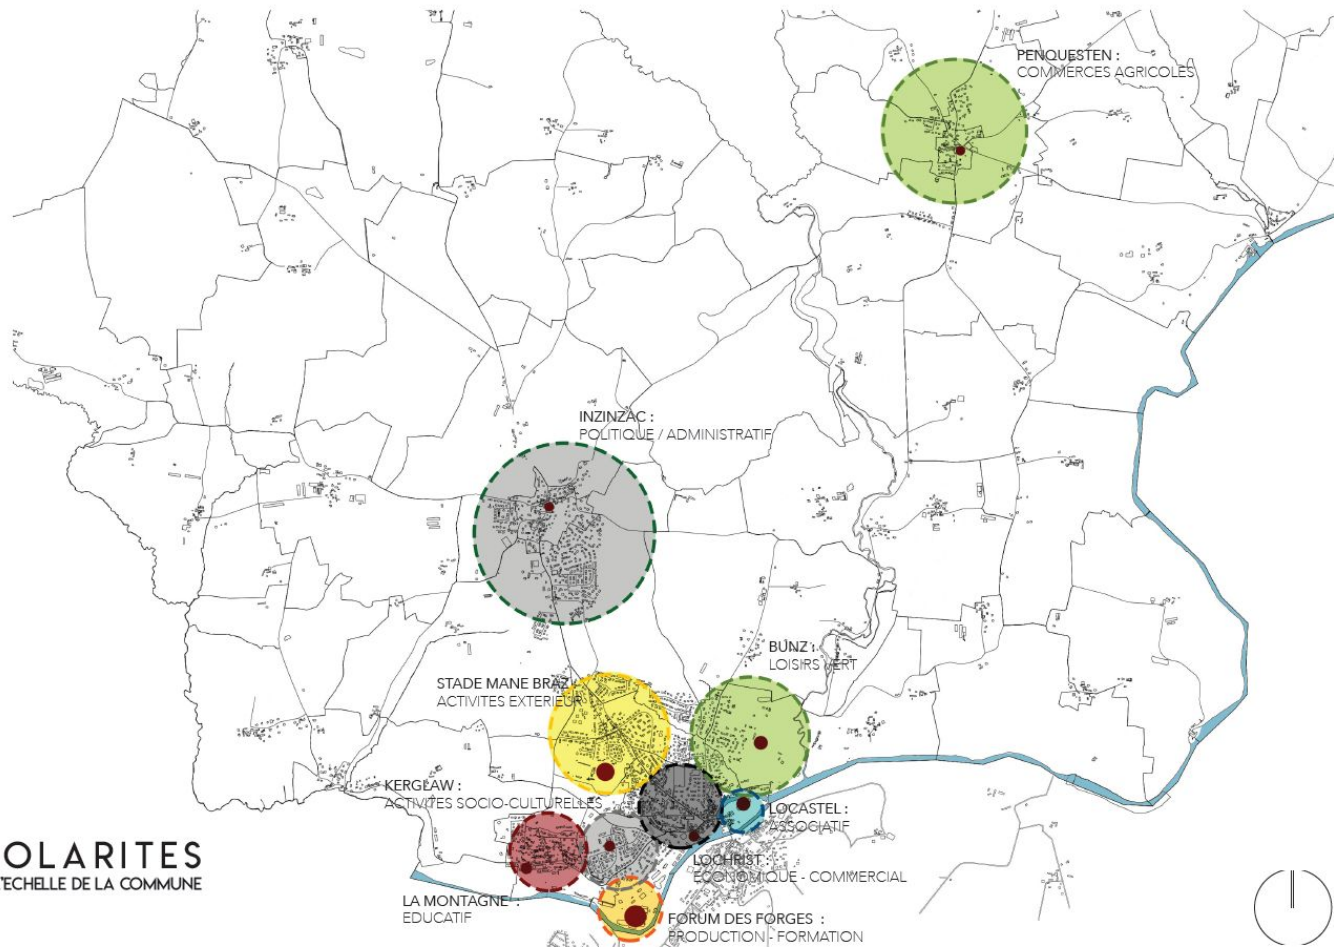 PENQUESTEN :
COMMERCES AGRICOLES
INZINZAC :
POLITIQUE / ADMINISTRATIF
BUNZ :
LOISIRS VERT
STADE MANE BRAZ :
ACTIVITES EXTERIEUR
KERGLAW :
ACTIVITES SOCIO-CULTURELLES
LOCASTEL :
ASSOCIATIF
LOCHRIST :
ECONOMIQUE - COMMERCIAL
LA MONTAGNE :
EDUCATIF
FORUM DES FORGES :
PRODUCTION - FORMATION
OLARITES
'ECHELLE DE LA COMMUNE